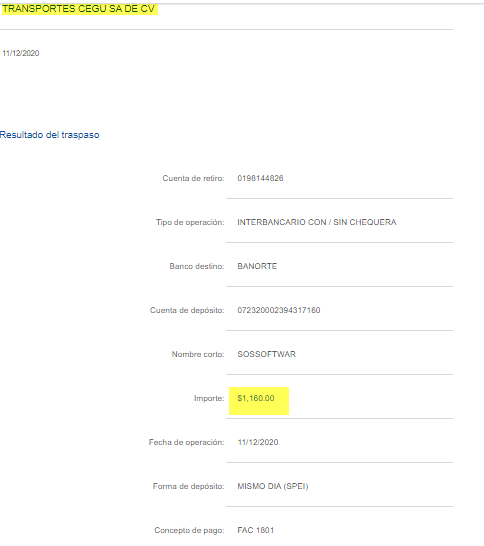 TRANSPORTES CEGU SA DE CV
11/12/2020
Resultado del traspaso
Cuenta de retiro: 0198144826
Tipo de operación: INTERBANCARIO CON / SIN CHEQUERA
Banco destino: BANORTE
Cuenta de depósito: 072320002394317160
Nombre corto: SOSSOFTWAR
Importe: $1,160.00
Fecha de operación: 11/12/2020
Forma de depósito: MISMO DIA (SPEI)
Concepto de pago: FAC 1801